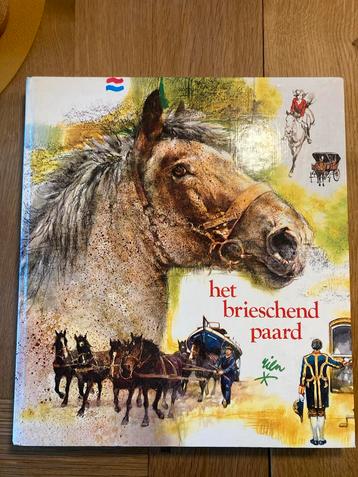 het
brieschend
paard
rien